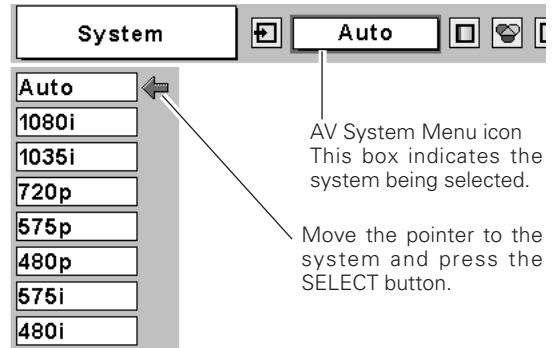 System
Auto
Auto
1080i
1035i
720p
575p
480p
575i
480i
AV System Menu icon
This box indicates the
system being selected.
Move the pointer to the
system and press the
SELECT button.